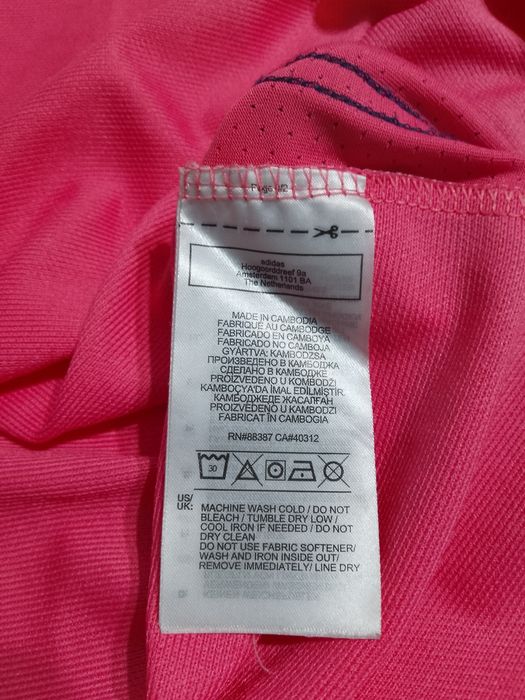 Page 1/2
adidas
Hoogoorddreef 9a
Amsterdam 1101 BA
The Netherlands
MADE IN CAMBODIA
FABRIQUÉ AU CAMBODGE
FABRICADO EN CAMBOYA
FABRICADO NO CAMBOJA
GYÁRTVA: KAMBODZSA
ПРОИЗВЕДЕНО В КАМБОДЖА
СДЕЛАНО В КАМБОДЖЕ
PROIZVEDENO U KOMBODŽI
KAMBOÇYA'DA İMAL EDİLMİŞTİR.
КАМБОДЖЕДЕ ЖАСАЛҒАН
PROIZVEDENO U KAMBODZI
FABRICAT ÎN CAMBOGIA
RN#88387 CA#40312
30
US/
UK:
MACHINE WASH COLD / DO NOT
BLEACH / TUMBLE DRY LOW /
COOL IRON IF NEEDED / DO NOT
DRY CLEAN
DO NOT USE FABRIC SOFTENER/
WASH AND IRON INSIDE OUT/
REMOVE IMMEDIATELY/ LINE DRY